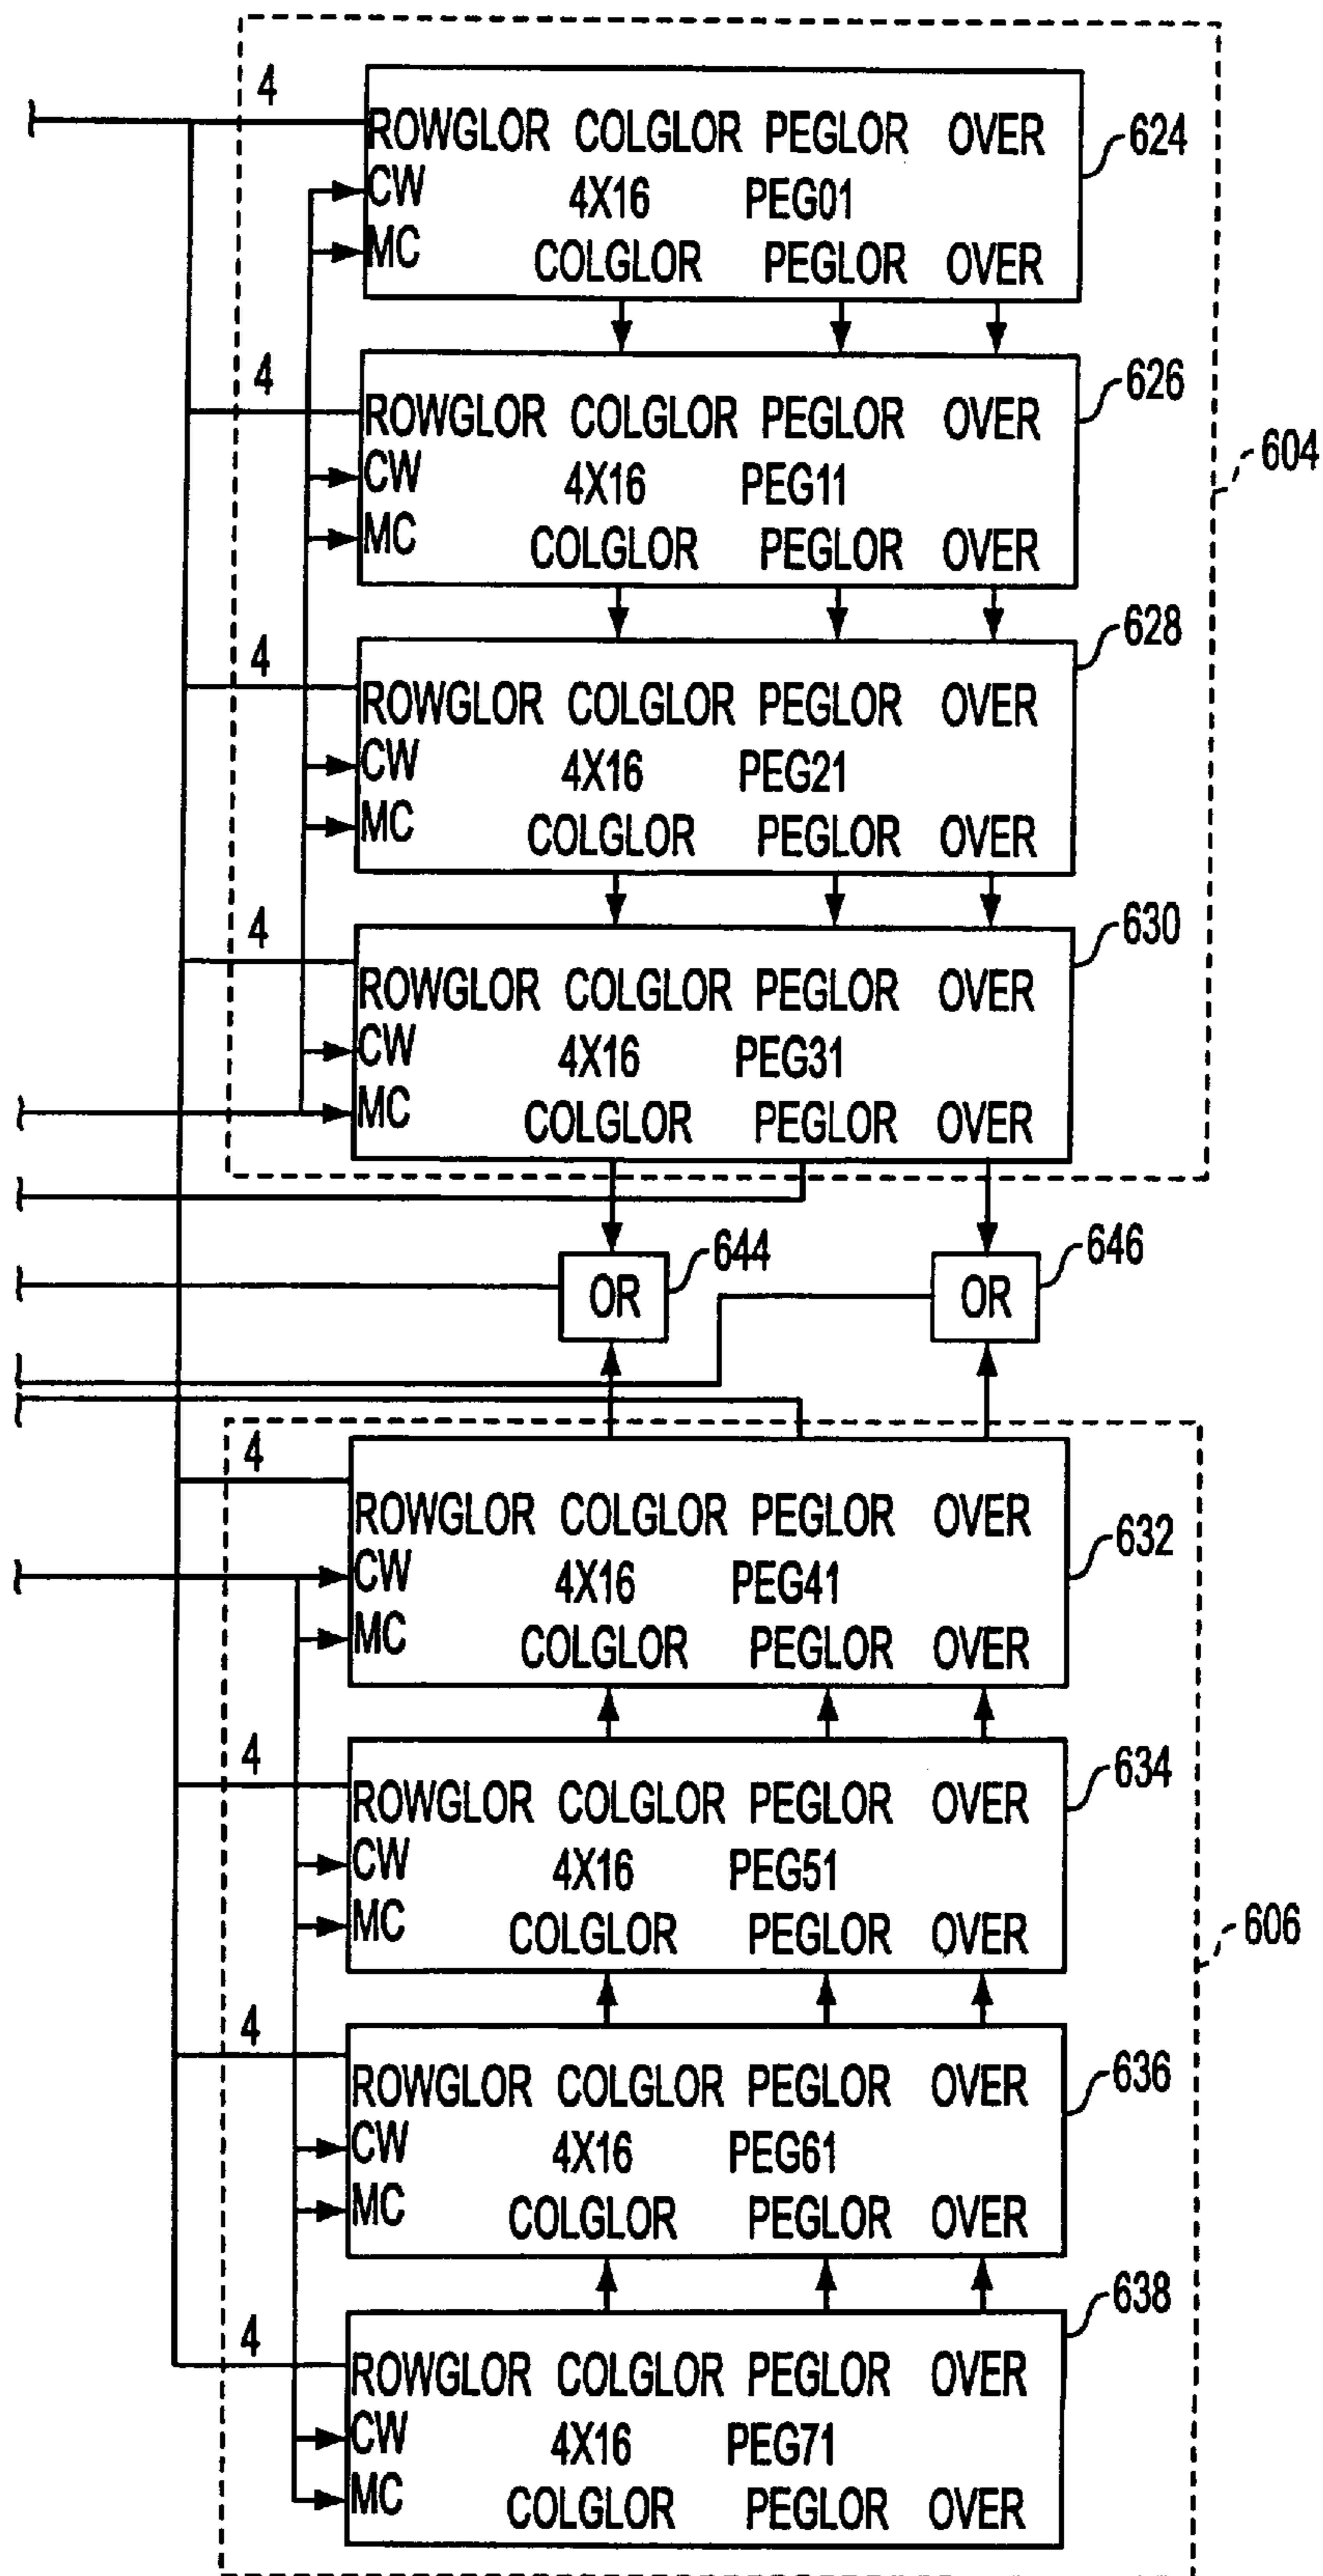 4
ROWGLOR COLGLOR PEGLOR OVER
624
CW 4X16 PEG01
MC COLGLOR PEGLOR OVER
4
626
ROWGLOR COLGLOR PEGLOR OVER
604
CW 4X16 PEG11
MC COLGLOR PEGLOR OVER
4
628
ROWGLOR COLGLOR PEGLOR OVER
CW 4X16 PEG21
MC COLGLOR PEGLOR OVER
4
630
ROWGLOR COLGLOR PEGLOR OVER
CW 4X16 PEG31
MC COLGLOR PEGLOR OVER
644
646
OR OR
4
ROWGLOR COLGLOR PEGLOR OVER
632
CW 4X16 PEG41
MC COLGLOR PEGLOR OVER
4
634
ROWGLOR COLGLOR PEGLOR OVER
CW 4X16 PEG51
MC COLGLOR PEGLOR OVER
606
4
636
ROWGLOR COLGLOR PEGLOR OVER
CW 4X16 PEG61
MC COLGLOR PEGLOR OVER
638
4
ROWGLOR COLGLOR PEGLOR OVER
CW 4X16 PEG71
MC COLGLOR PEGLOR OVER